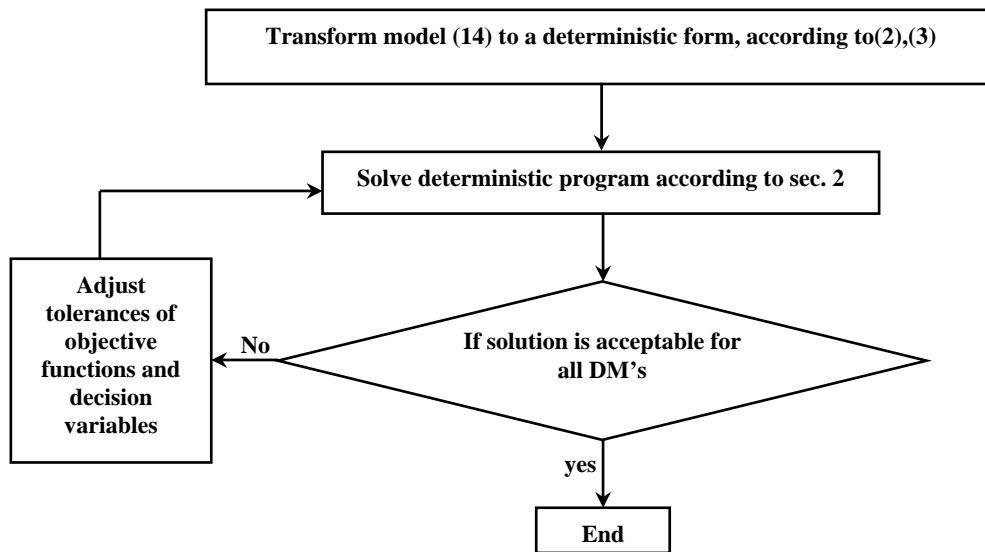 Transform model (14) to a deterministic form, according to(2),(3)
Solve deterministic program according to sec. 2
Adjust
tolerances of
objective
functions and
decision
variables
No
If solution is acceptable for
all DM’s
yes
End